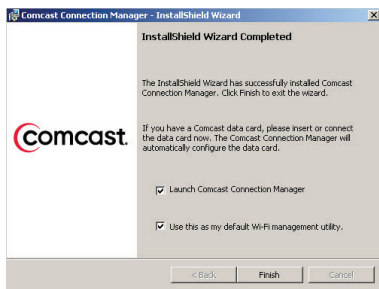 Comcast Connection Manager - InstallShield Wizard
InstallShield Wizard Completed
The InstallShield Wizard has successfully installed Comcast
Connection Manager. Click Finish to exit the wizard.
If you have a Comcast data card, please insert or connect
the data card now. The Comcast Connection Manager will
automatically configure the data card.
Comcast.
Launch Comcast Connection Manager
Use this as my default Wi-Fi management utility.
< Back
Finish
Cancel